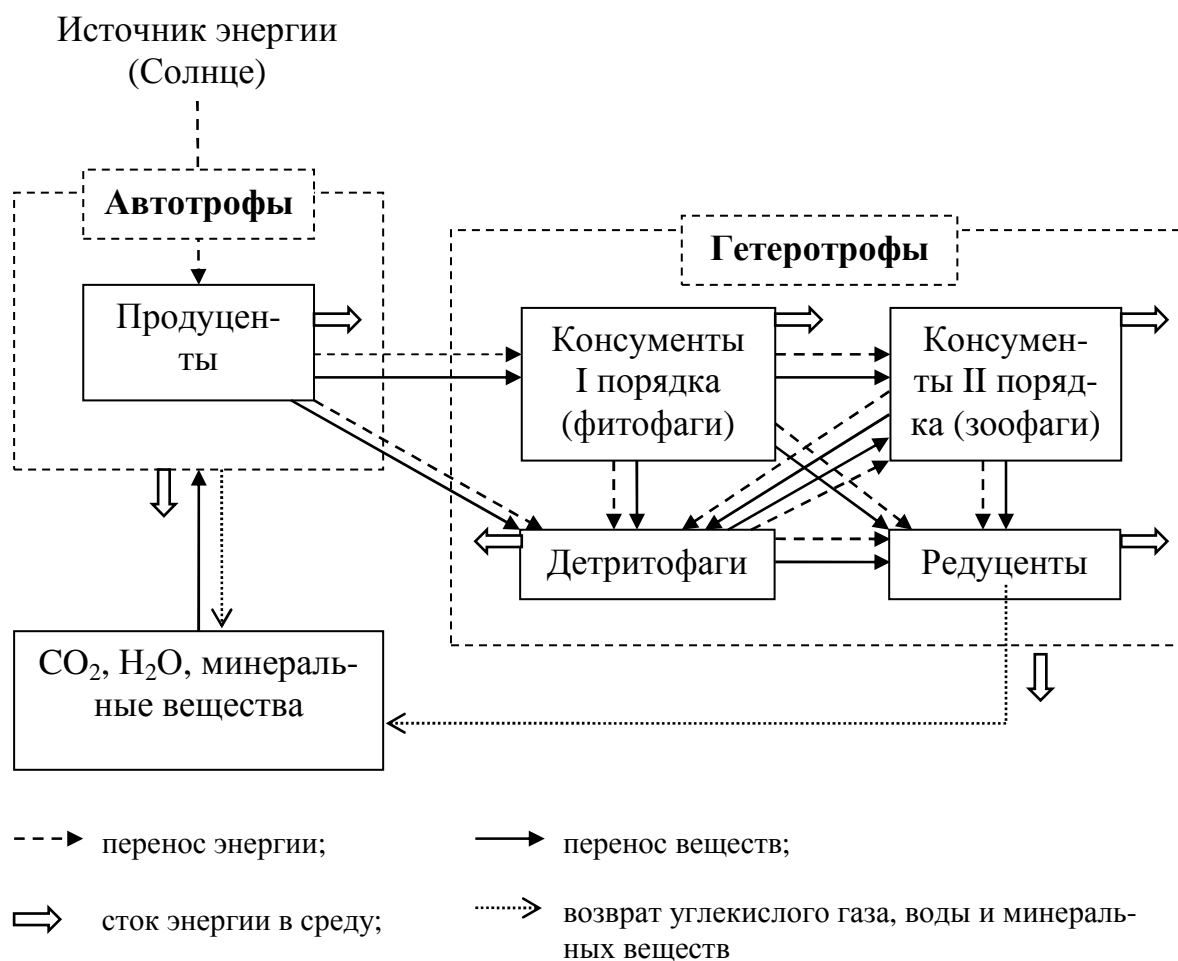 Источник энергии
(Солнце)
Автотрофы
Гетеротрофы
Продуцен-
ты
Консументы
I порядка
(фитофаги)
Консумен-
ты II поряд-
ка (зоофаги)
Детритофаги
Редуценты
CO₂, H₂O, минераль-
ные вещества
перенос энергии;
перенос веществ;
сток энергии в среду;
возврат углекислого газа, воды и минераль-
ных веществ